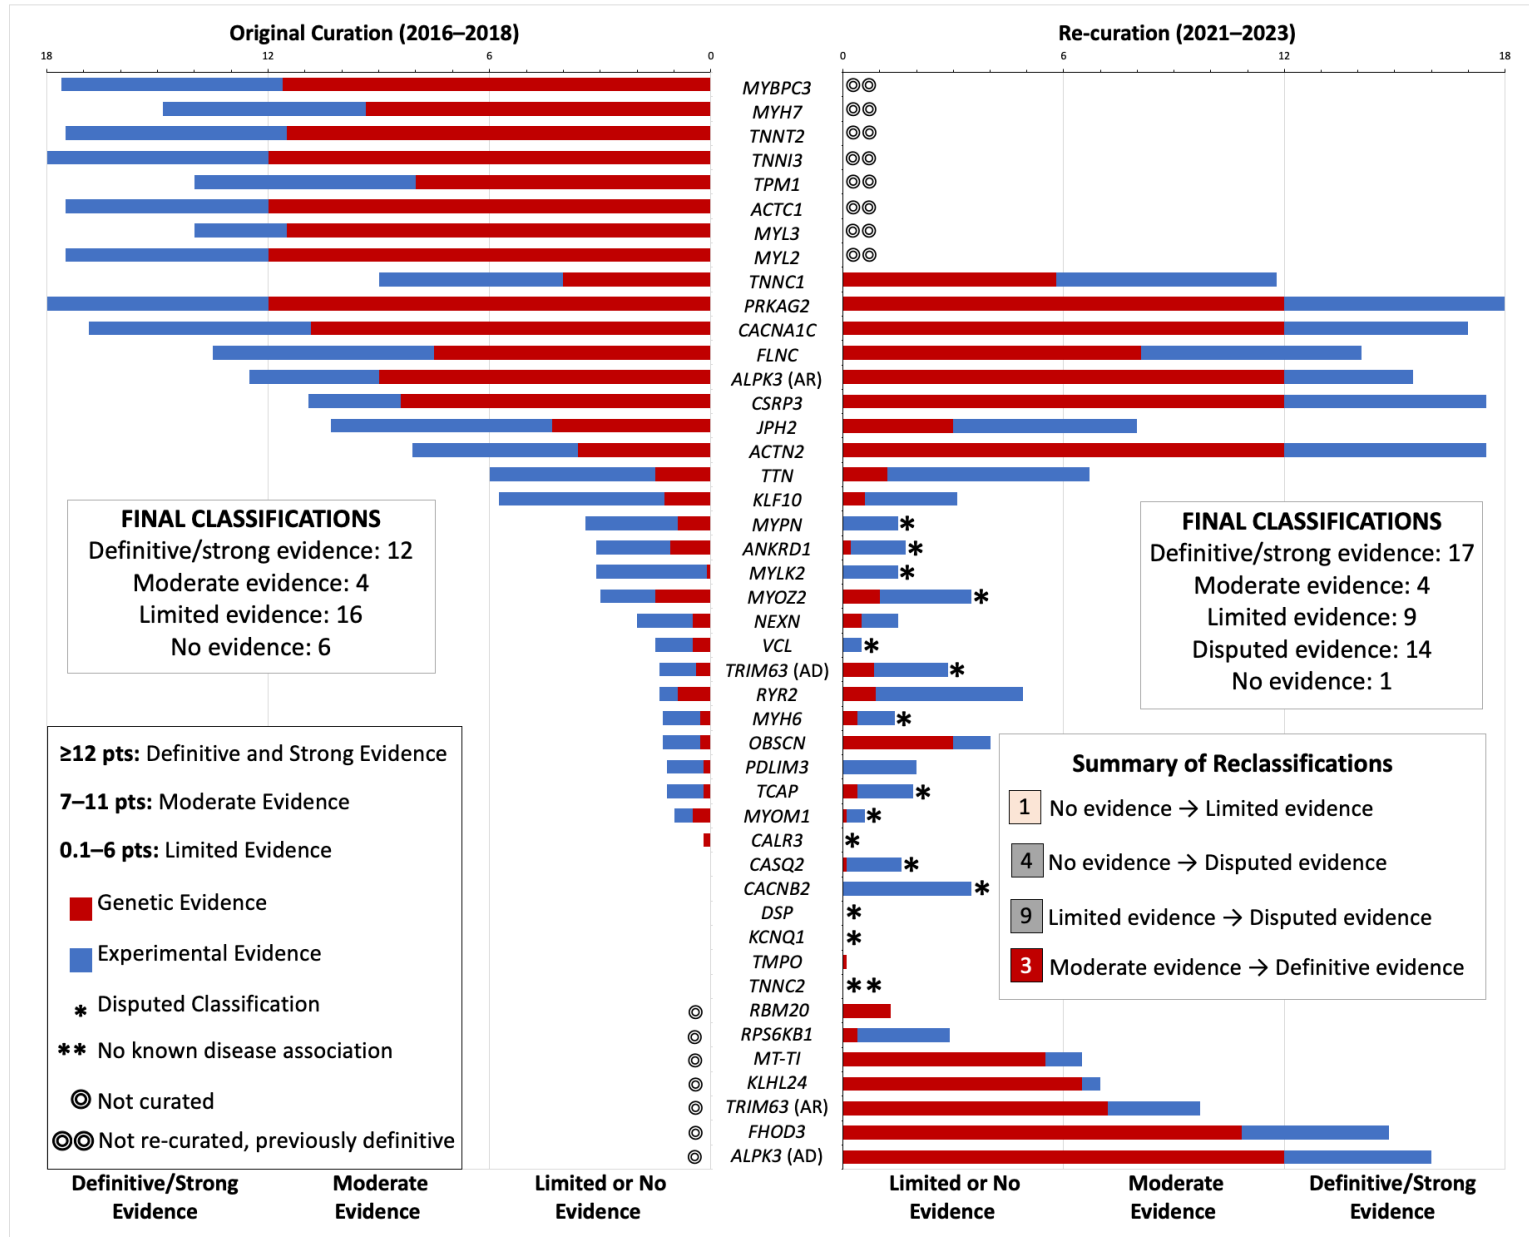 Original Curation (2016–2018)
Re-curation (2021–2023)
18 12 6 0
0 6 12 18
MYBPC3
MYH7
TNNT2
TNNI3
TPM1
ACTC1
MYL3
MYL2
TNNC1
PRKAG2
CACNA1C
FLNC
ALPK3 (AR)
CSRP3
JPH2
ACTN2
TTN
KLF10
MYPN *
ANKRD1 *
MYLK2 *
MYOZ2 *
NEXN
VCL *
TRIM63 (AD) *
RYR2
MYH6 *
OBSCN
PDLIM3
TCAP *
MYOM1 *
CALR3 *
CASQ2 *
CACNB2 *
DSP *
KCNQ1 *
TMPO
TNNC2 **
RBM20
RPS6KB1
MT-TI
KLHL24
TRIM63 (AR)
FHOD3
ALPK3 (AD)
FINAL CLASSIFICATIONS
Definitive/strong evidence: 12
Moderate evidence: 4
Limited evidence: 16
No evidence: 6
≥12 pts: Definitive and Strong Evidence
7–11 pts: Moderate Evidence
0.1–6 pts: Limited Evidence
Genetic Evidence
Experimental Evidence
* Disputed Classification
** No known disease association
◎ Not curated
◎◎ Not re-curated, previously definitive
FINAL CLASSIFICATIONS
Definitive/strong evidence: 17
Moderate evidence: 4
Limited evidence: 9
Disputed evidence: 14
No evidence: 1
Summary of Reclassifications
1 No evidence → Limited evidence
4 No evidence → Disputed evidence
9 Limited evidence → Disputed evidence
3 Moderate evidence → Definitive evidence
Definitive/Strong
Evidence
Moderate
Evidence
Limited or No
Evidence
Limited or No
Evidence
Moderate
Evidence
Definitive/Strong
Evidence